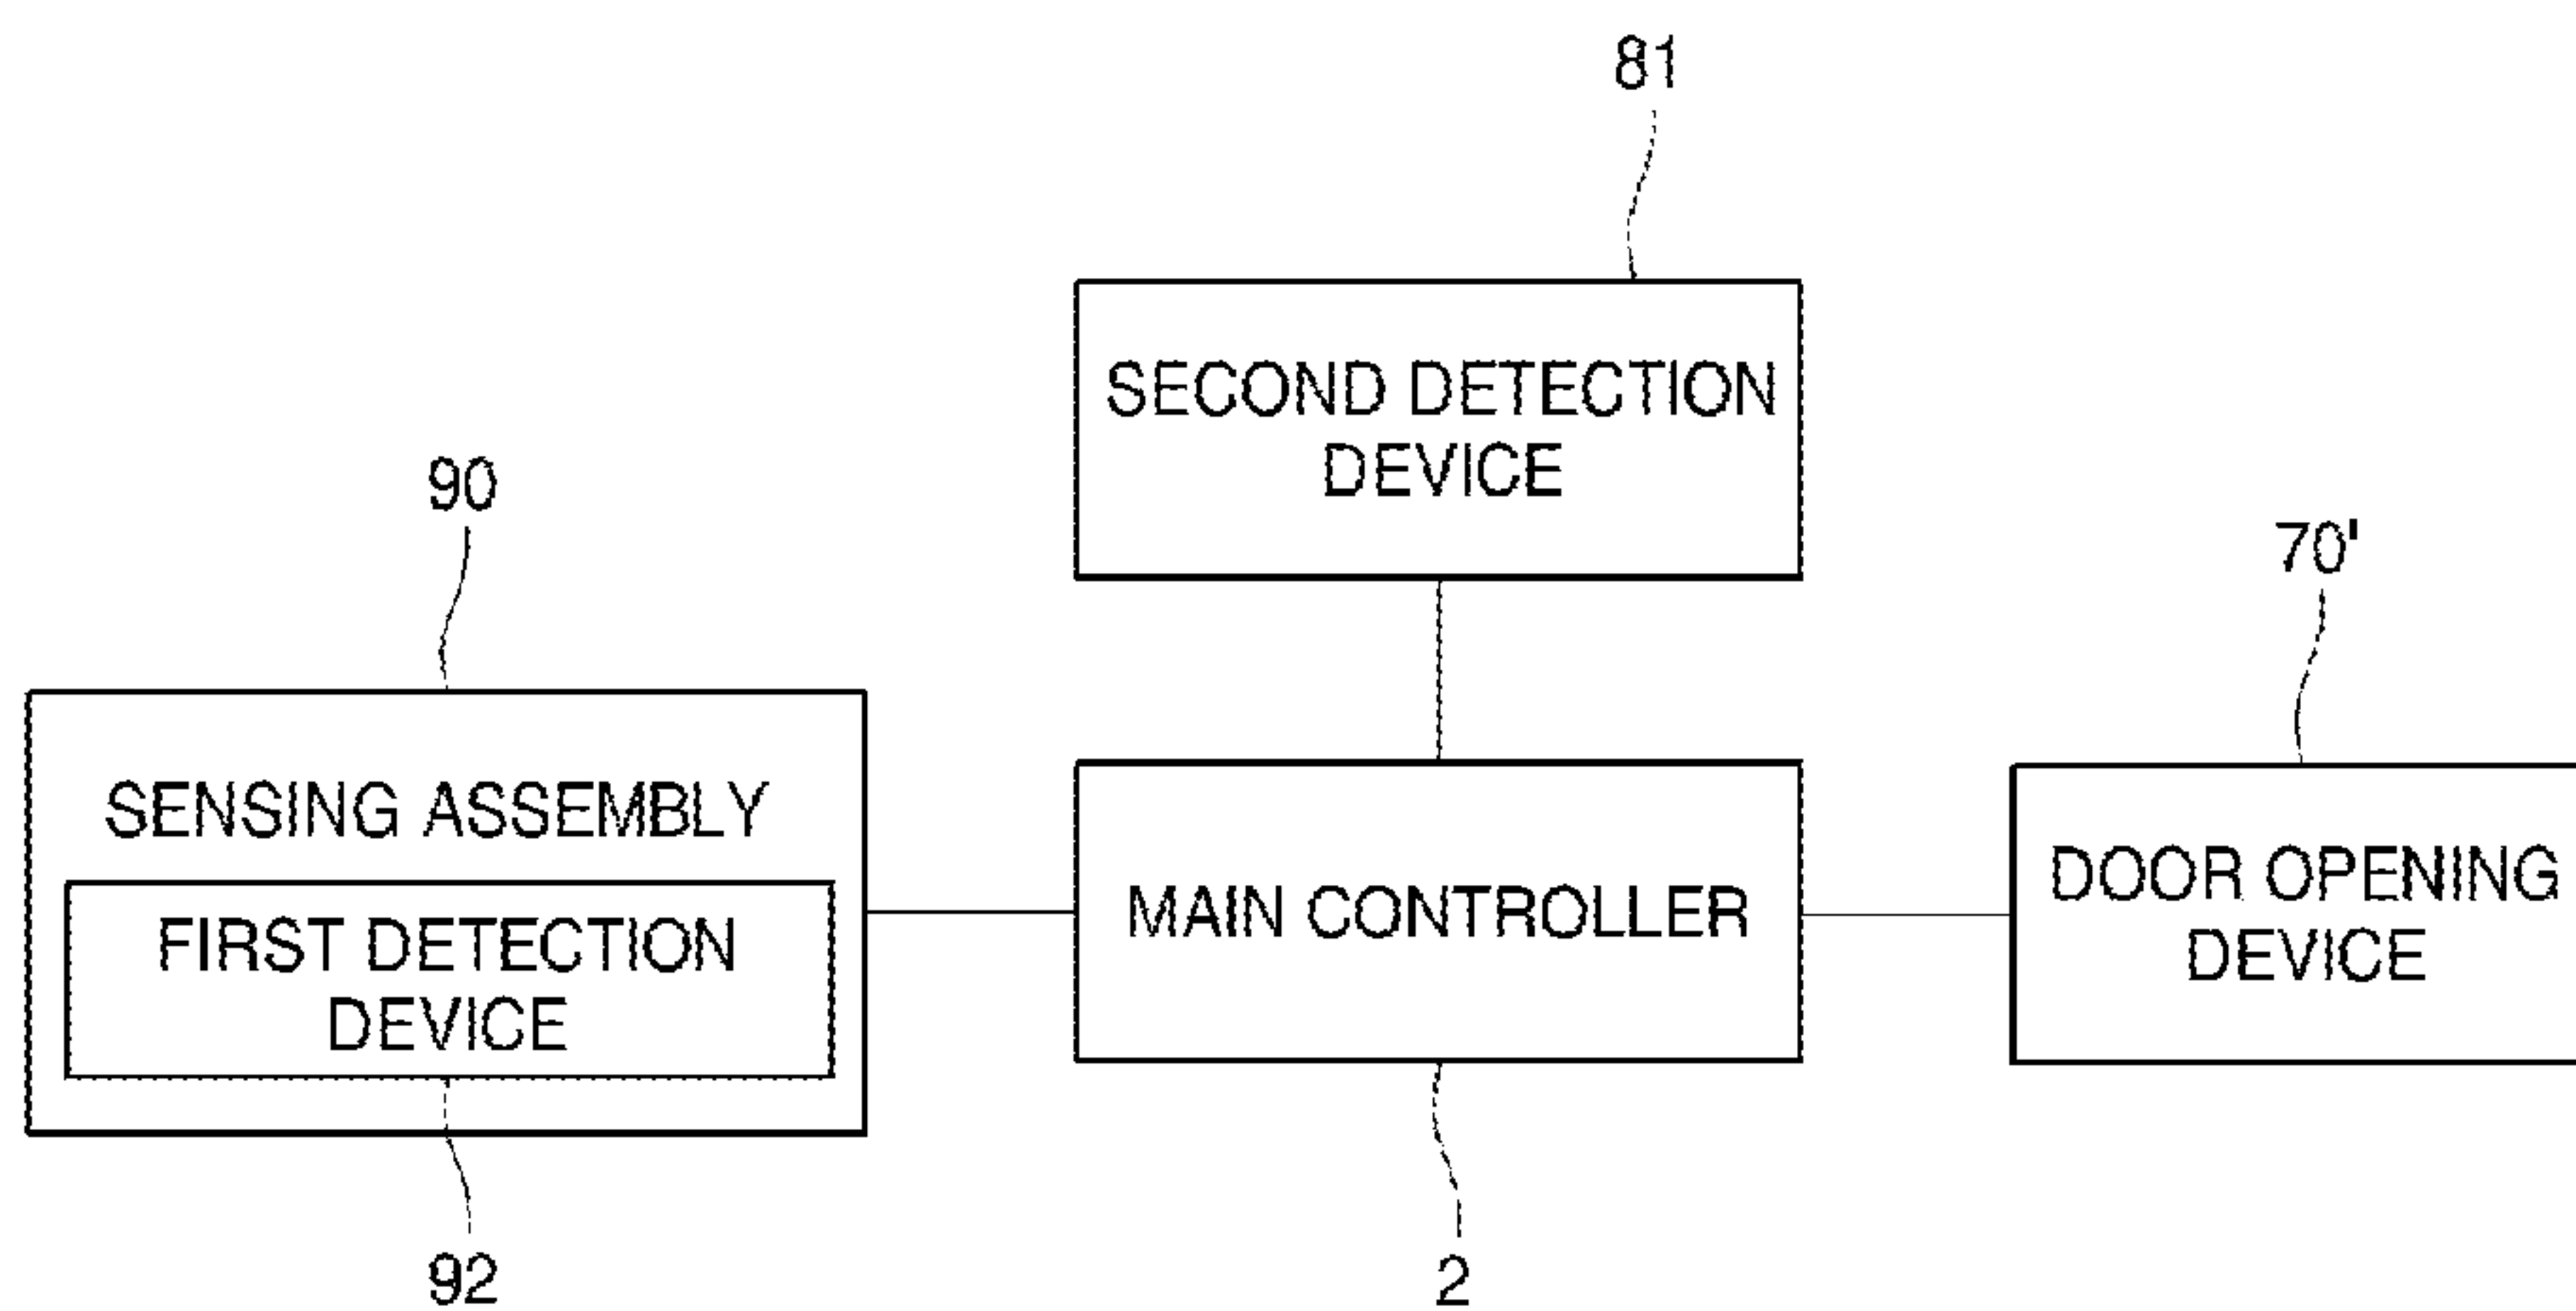 81
SECOND DETECTION
DEVICE
90
70'
SENSING ASSEMBLY
FIRST DETECTION
DEVICE
MAIN CONTROLLER
DOOR OPENING
DEVICE
92
2